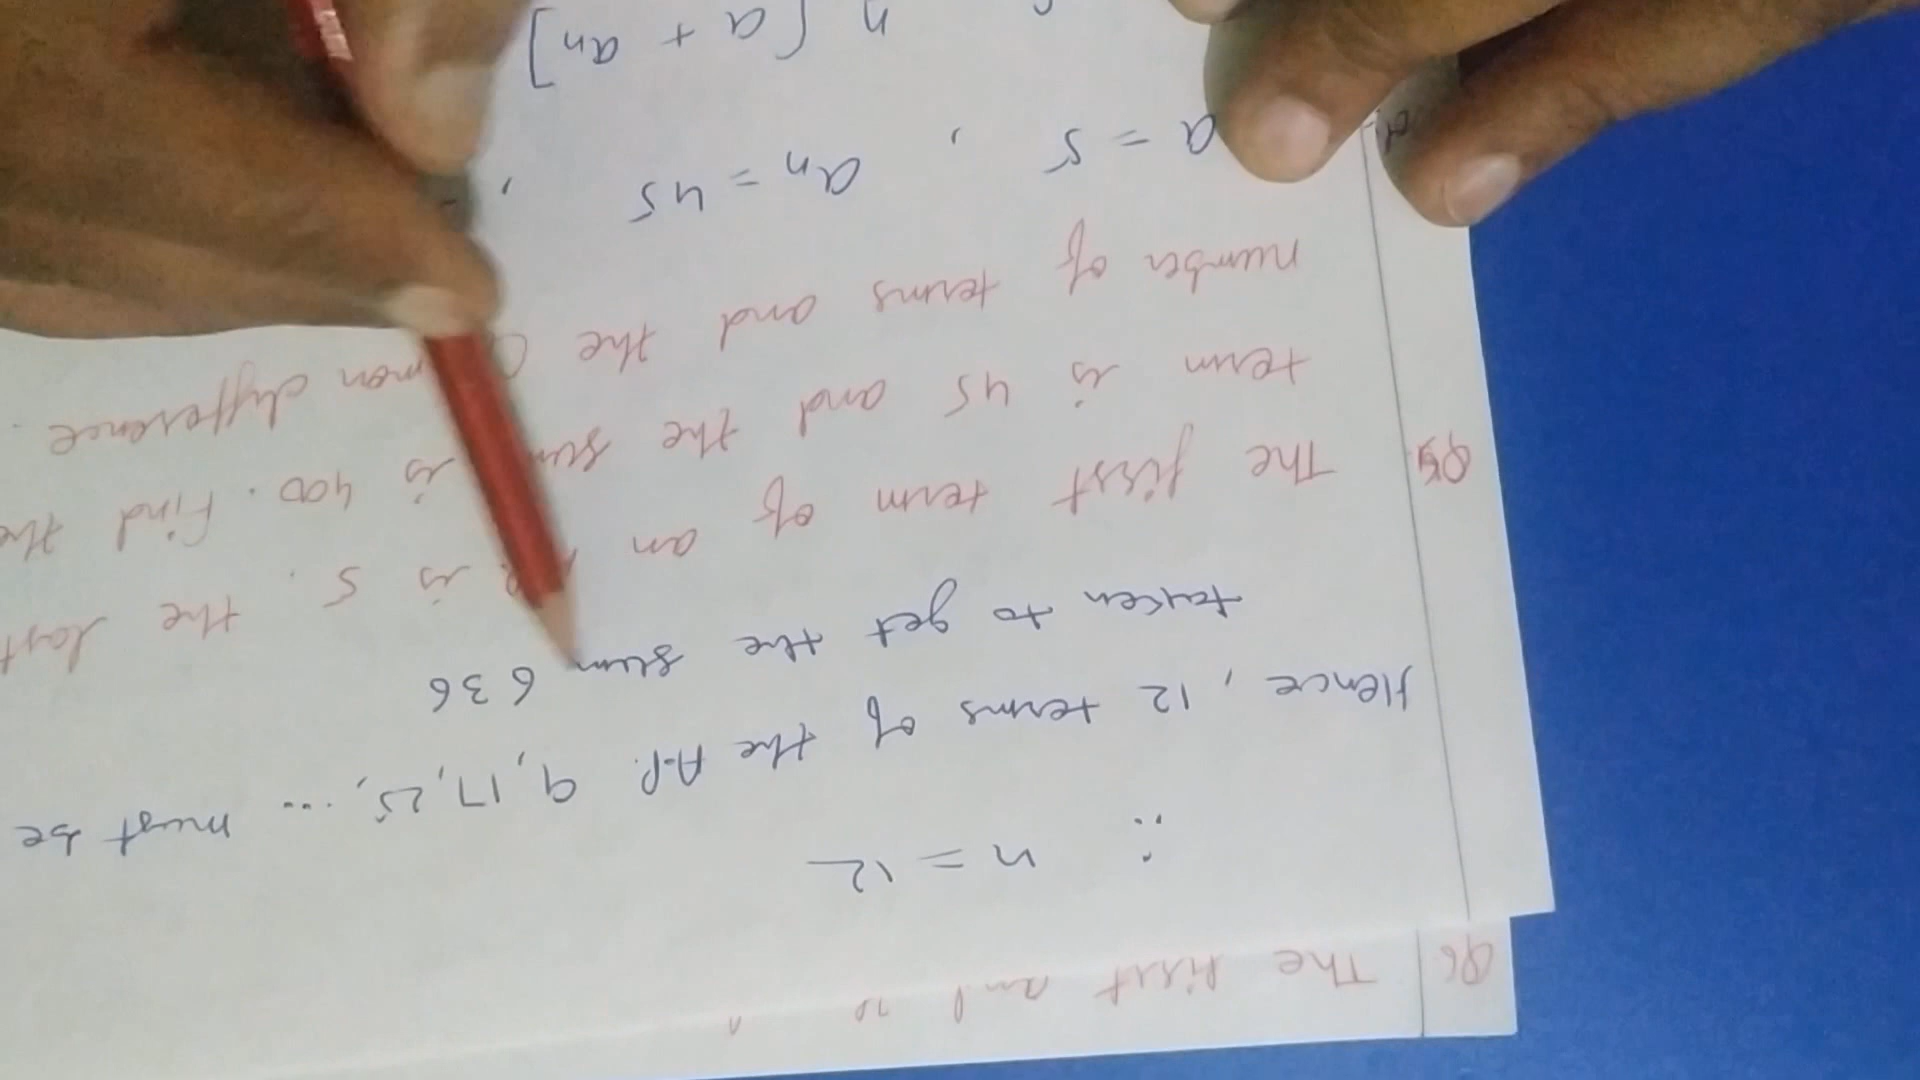 ∴ n = 12
Hence, 12 terms of the A.P. 9, 17, 25, ... must be
taken to get the sum 636
Q5 The first term of an is 5. the last
term is 45 and the sum is 400. Find the
number of terms and the difference.
a = 5 , an = 45 ,
n [a + an]
Q6 The first and